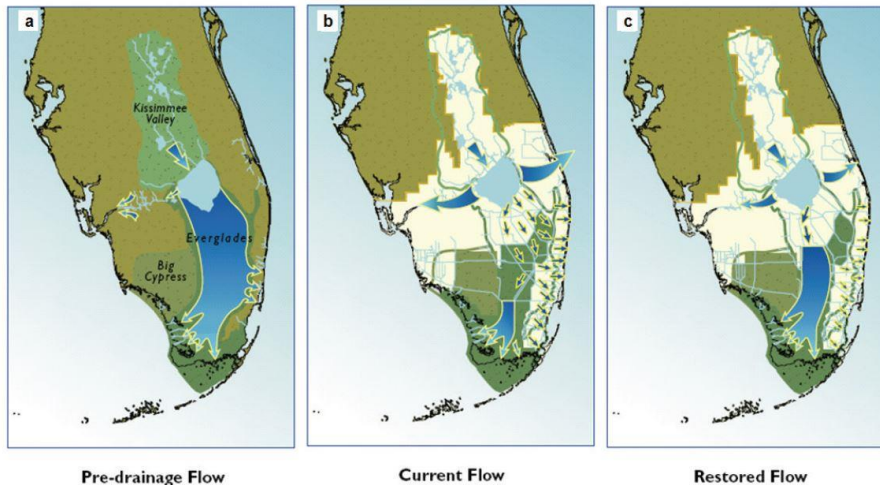 a
b
c
Kissimmee
Valley
Everglades
Big
Cypress
Pre-drainage Flow
Current Flow
Restored Flow